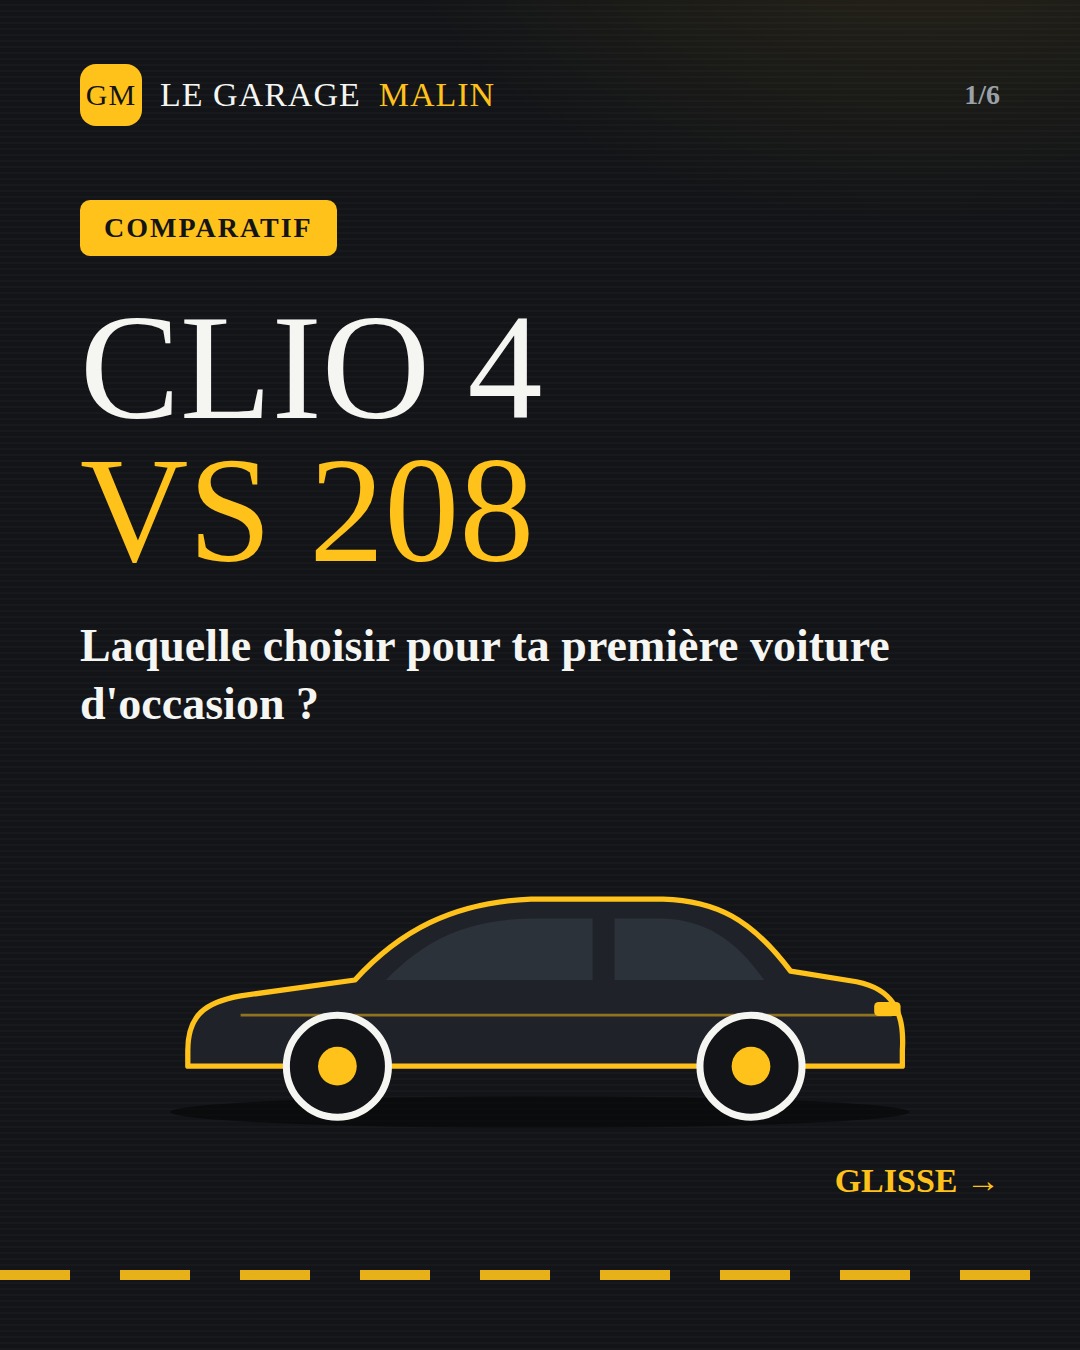 GM LE GARAGE MALIN 1/6
COMPARATIF
CLIO 4
VS 208
Laquelle choisir pour ta première voiture
d'occasion ?
GLISSE →